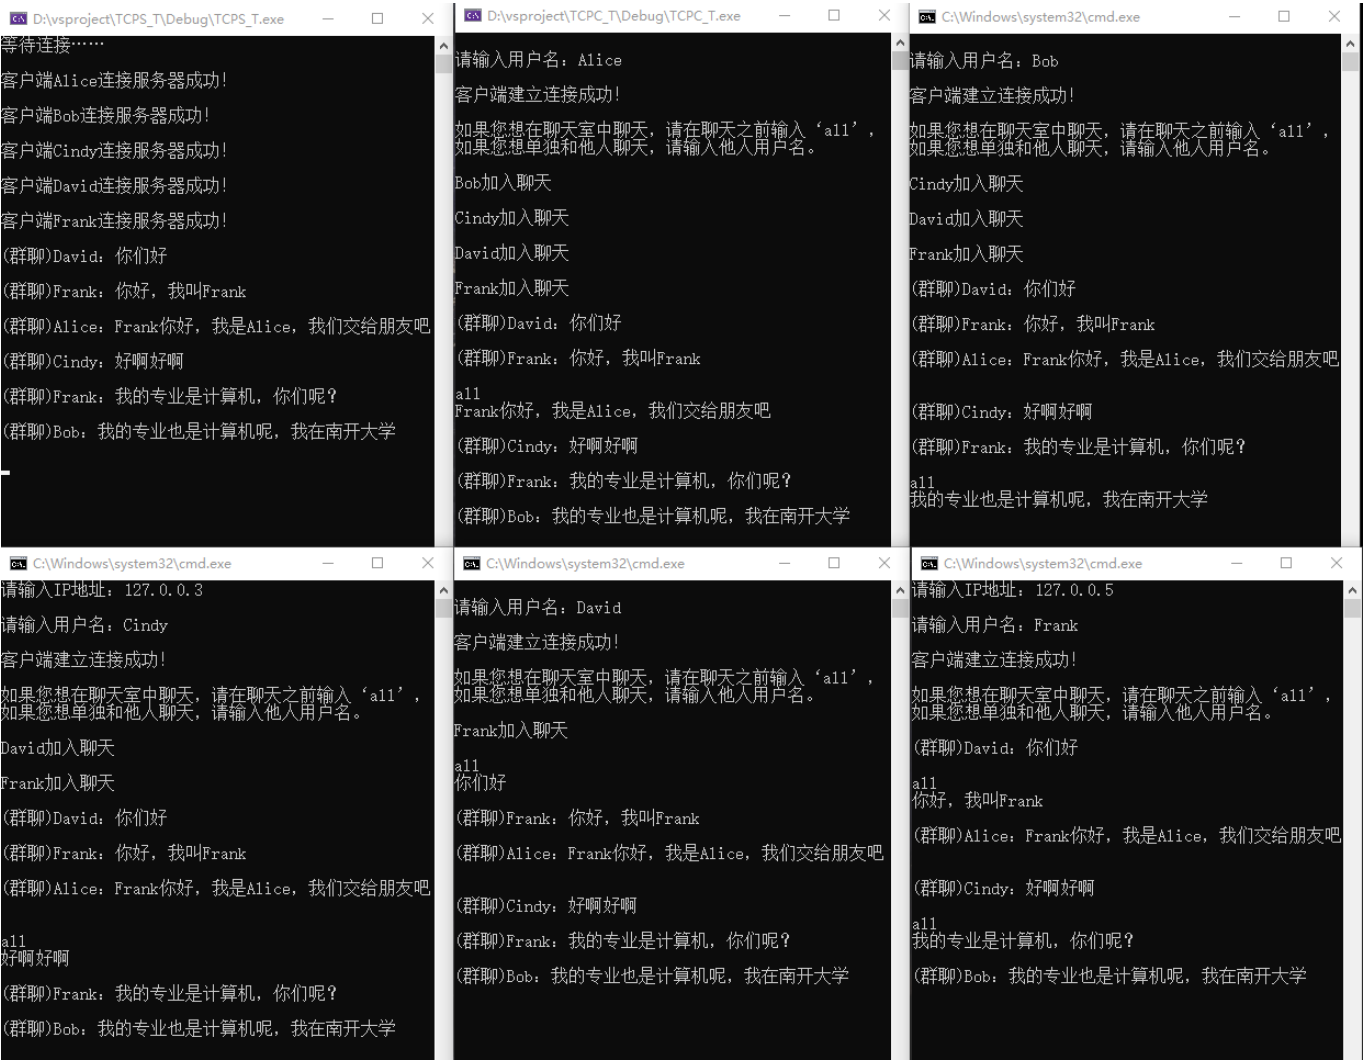 D:\vsproject\TCPS_T\Debug\TCPS_T.exe
等待连接……
客户端Alice连接服务器成功!
客户端Bob连接服务器成功!
客户端Cindy连接服务器成功!
客户端David连接服务器成功!
客户端Frank连接服务器成功!
(群聊)David: 你们好
(群聊)Frank: 你好, 我叫Frank
(群聊)Alice: Frank你好, 我是Alice, 我们交给朋友吧
(群聊)Cindy: 好啊好啊
(群聊)Frank: 我的专业是计算机, 你们呢?
(群聊)Bob: 我的专业也是计算机呢, 我在南开大学
D:\vsproject\TCPC_T\Debug\TCPC_T.exe
请输入用户名: Alice
客户端建立连接成功!
如果您想在聊天室中聊天, 请在聊天之前输入‘all’,
如果您想单独和他人聊天, 请输入他人用户名。
Bob加入聊天
Cindy加入聊天
David加入聊天
Frank加入聊天
(群聊)David: 你们好
(群聊)Frank: 你好, 我叫Frank
all
Frank你好, 我是Alice, 我们交给朋友吧
(群聊)Cindy: 好啊好啊
(群聊)Frank: 我的专业是计算机, 你们呢?
(群聊)Bob: 我的专业也是计算机呢, 我在南开大学
C:\Windows\system32\cmd.exe
请输入用户名: Bob
客户端建立连接成功!
如果您想在聊天室中聊天, 请在聊天之前输入‘all’,
如果您想单独和他人聊天, 请输入他人用户名。
Cindy加入聊天
David加入聊天
Frank加入聊天
(群聊)David: 你们好
(群聊)Frank: 你好, 我叫Frank
(群聊)Alice: Frank你好, 我是Alice, 我们交给朋友吧
(群聊)Cindy: 好啊好啊
(群聊)Frank: 我的专业是计算机, 你们呢?
all
我的专业也是计算机呢, 我在南开大学
C:\Windows\system32\cmd.exe
请输入IP地址: 127.0.0.3
请输入用户名: Cindy
客户端建立连接成功!
如果您想在聊天室中聊天, 请在聊天之前输入‘all’,
如果您想单独和他人聊天, 请输入他人用户名。
David加入聊天
Frank加入聊天
(群聊)David: 你们好
(群聊)Frank: 你好, 我叫Frank
(群聊)Alice: Frank你好, 我是Alice, 我们交给朋友吧
all
好啊好啊
(群聊)Frank: 我的专业是计算机, 你们呢?
(群聊)Bob: 我的专业也是计算机呢, 我在南开大学
C:\Windows\system32\cmd.exe
请输入用户名: David
客户端建立连接成功!
如果您想在聊天室中聊天, 请在聊天之前输入‘all’,
如果您想单独和他人聊天, 请输入他人用户名。
Frank加入聊天
all
你们好
(群聊)Frank: 你好, 我叫Frank
(群聊)Alice: Frank你好, 我是Alice, 我们交给朋友吧
(群聊)Cindy: 好啊好啊
(群聊)Frank: 我的专业是计算机, 你们呢?
(群聊)Bob: 我的专业也是计算机呢, 我在南开大学
C:\Windows\system32\cmd.exe
请输入IP地址: 127.0.0.5
请输入用户名: Frank
客户端建立连接成功!
如果您想在聊天室中聊天, 请在聊天之前输入‘all’,
如果您想单独和他人聊天, 请输入他人用户名。
(群聊)David: 你们好
all
你好, 我叫Frank
(群聊)Alice: Frank你好, 我是Alice, 我们交给朋友吧
(群聊)Cindy: 好啊好啊
all
我的专业是计算机, 你们呢?
(群聊)Bob: 我的专业也是计算机呢, 我在南开大学